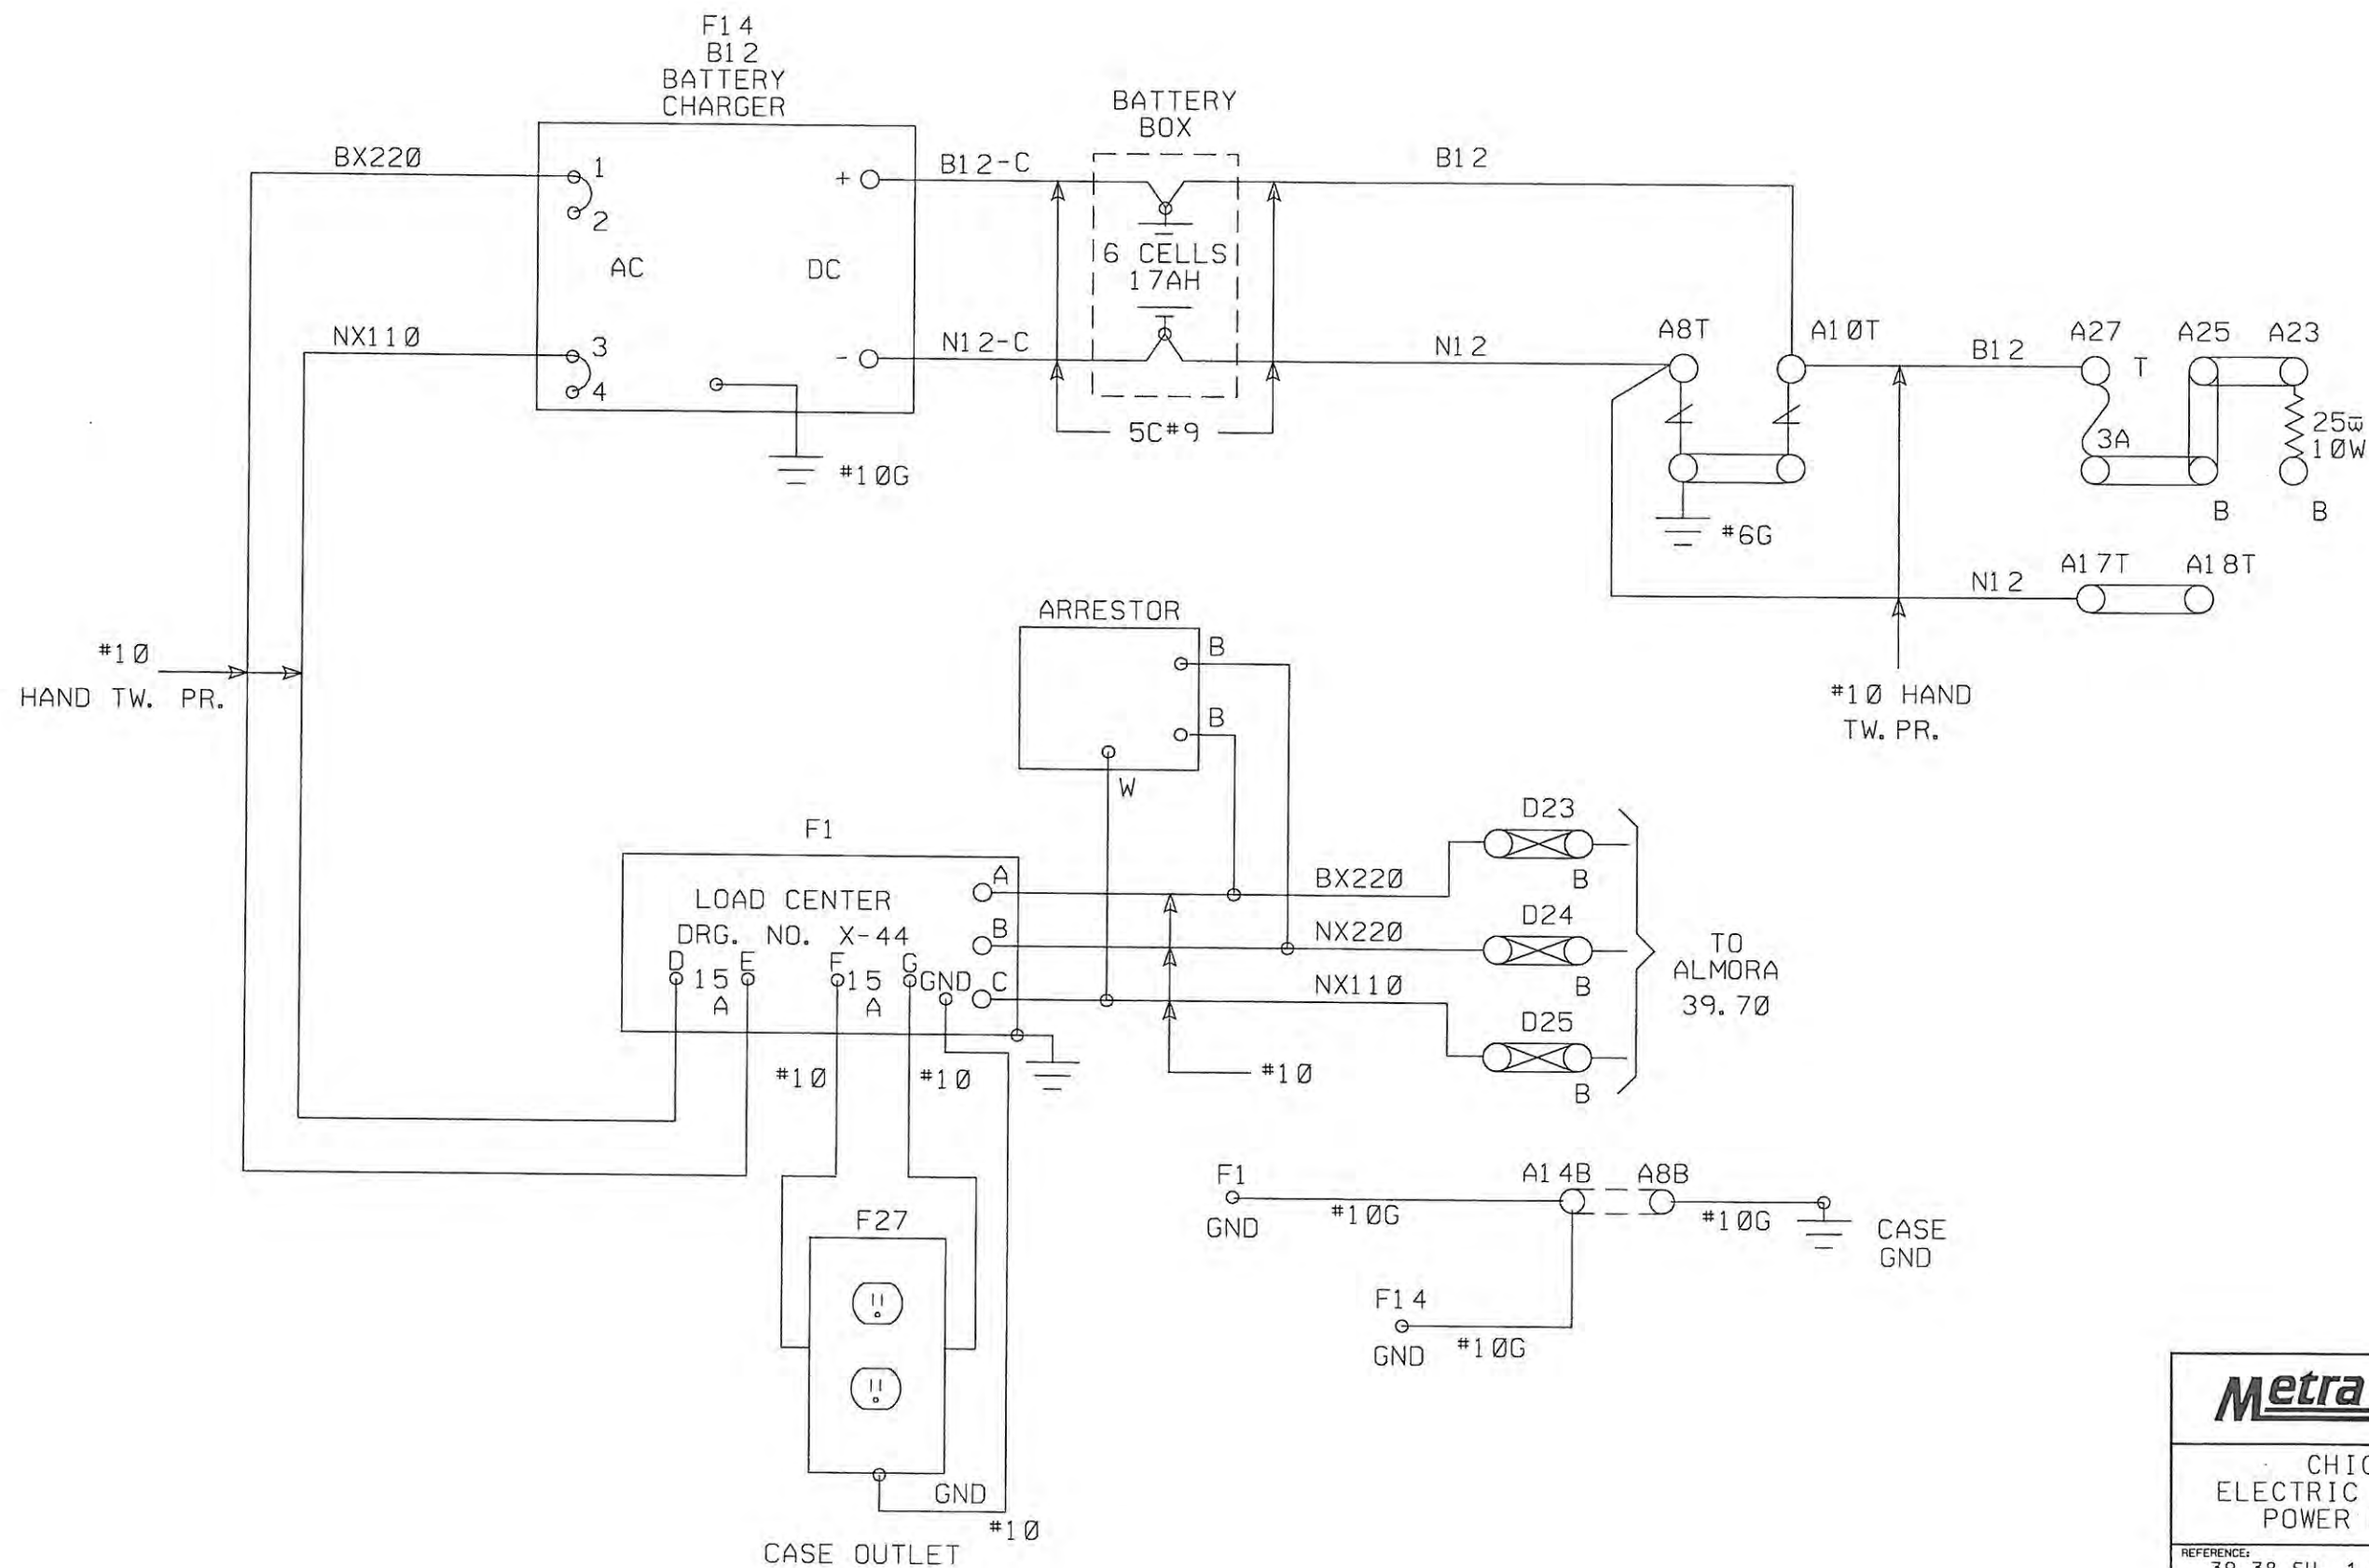 F14
B12
BATTERY
CHARGER
BX220
1
2
AC
DC
+
NX110
3
4
-
#10G
B12-C
BATTERY
BOX
B12
6 CELLS
17AH
N12-C
N12
5C#9
A8T
A10T
B12
A27
T
A25
A23
3A
25ω
10W
B
B
#6G
N12
A17T
A18T
#10 HAND
TW. PR.
#10
HAND TW. PR.
ARRESTOR
B
B
W
F1
LOAD CENTER
DRG. NO. X-44
A
B
C
D
15
A
E
F
15
A
G
GND
#10
#10
BX220
NX220
NX110
#10
D23
B
D24
B
D25
B
TO
ALMORA
39.70
F27
GND
#10
CASE OUTLET
F1
GND
#10G
A14B
A8B
#10G
CASE
GND
F14
GND
#10G
Metra
ELECTRIC
POWER
REFERENCE: